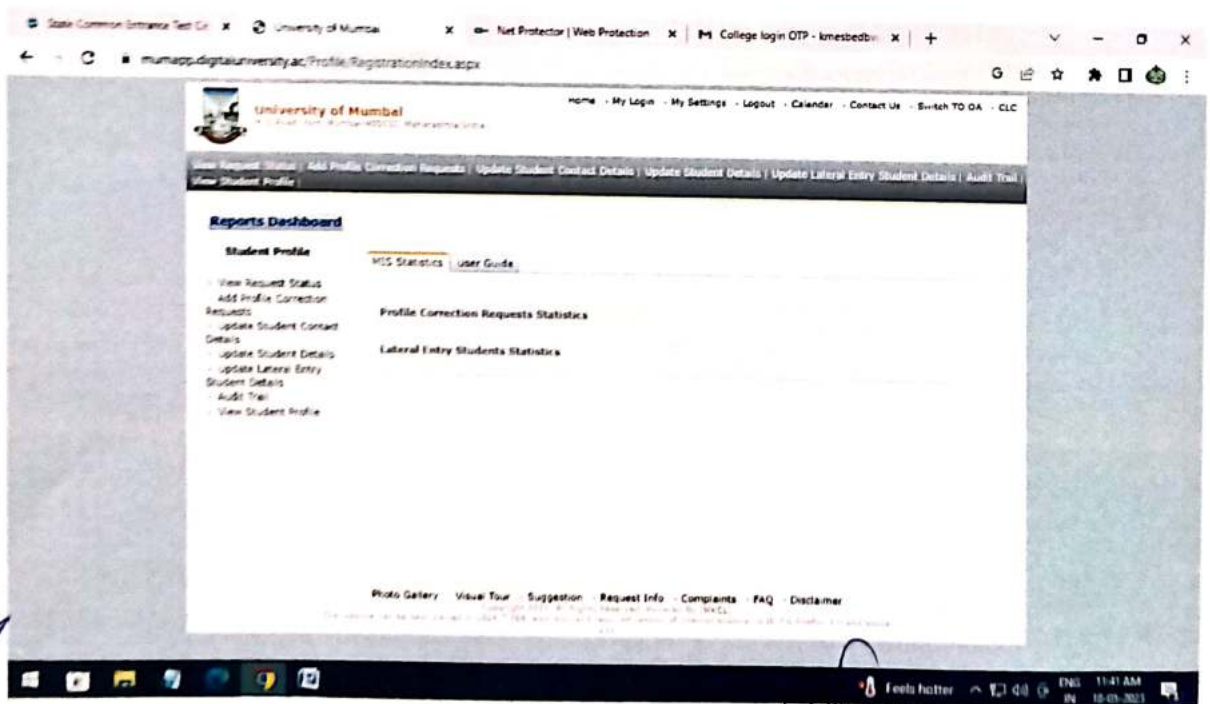 State Common Entrance Test Ce
University of Mumbai
Net Protector | Web Protection
College login OTP - kmesbedbw
mumapp.digitaluniversity.ac/Profile/RegistrationIndex.aspx
University of Mumbai
Home - My Login - My Settings - Logout - Calendar - Contact Us - Switch TO OA - CLC
View Request Status | Add Profile Correction Requests | Update Student Contact Details | Update Student Details | Update Lateral Entry Student Details | Audit Trail |
View Student Profile |
Reports Dashboard
Student Profile
MIS Statistics
User Guide
View Request Status
Add Profile Correction
Requests
Update Student Contact
Details
Update Student Details
Update Lateral Entry
Student Details
Audit Trail
View Student Profile
Profile Correction Requests Statistics
Lateral Entry Students Statistics
Photo Gallery - Visual Tour - Suggestion - Request Info - Complaints - FAQ - Disclaimer
Feels hotter
ENG
IN
11:41 AM